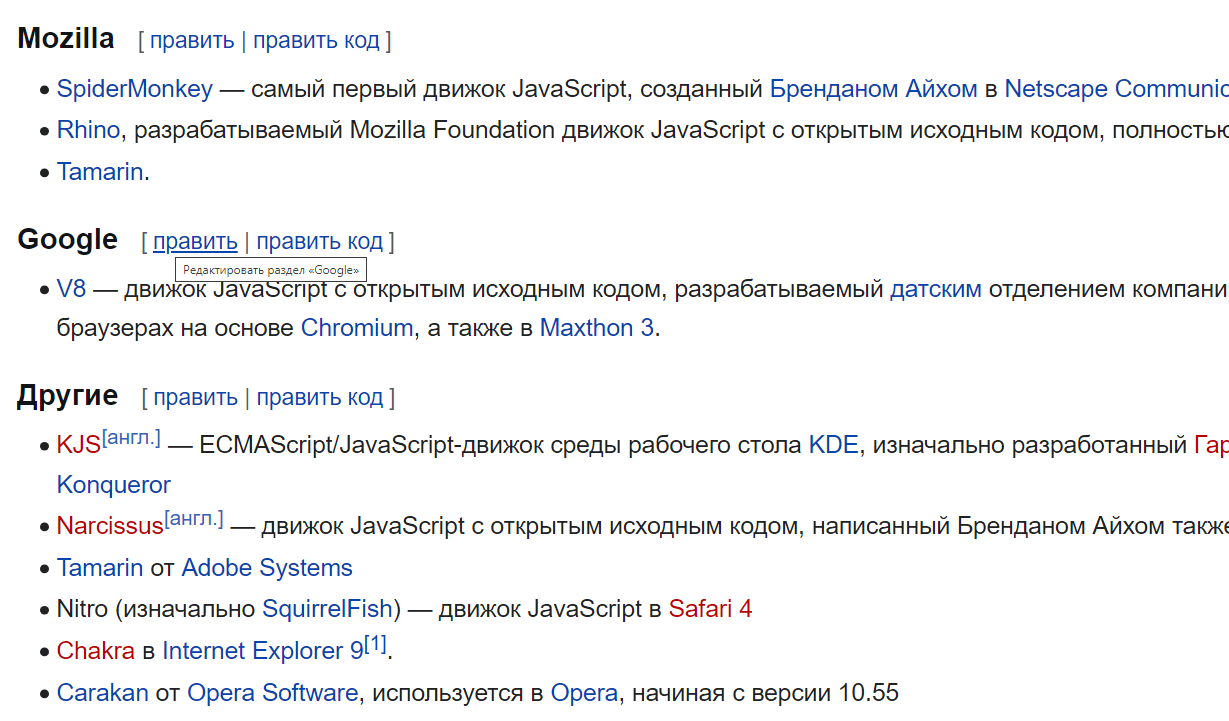 Mozilla [ править | править код ]
• SpiderMonkey — самый первый движок JavaScript, созданный Бренданом Айхом в Netscape Communic
• Rhino, разрабатываемый Mozilla Foundation движок JavaScript с открытым исходным кодом, полностью
• Tamarin.
Google [ править | править код ]
Редактировать раздел «Google»
• V8 — движок JavaScript с открытым исходным кодом, разрабатываемый датским отделением компани
браузерах на основе Chromium, а также в Maxthon 3.
Другие [ править | править код ]
• KJS[англ.] — ECMAScript/JavaScript-движок среды рабочего стола KDE, изначально разработанный Гар
Konqueror
• Narcissus[англ.] — движок JavaScript с открытым исходным кодом, написанный Бренданом Айхом также
• Tamarin от Adobe Systems
• Nitro (изначально SquirrelFish) — движок JavaScript в Safari 4
• Chakra в Internet Explorer 9[1].
• Carakan от Opera Software, используется в Opera, начиная с версии 10.55